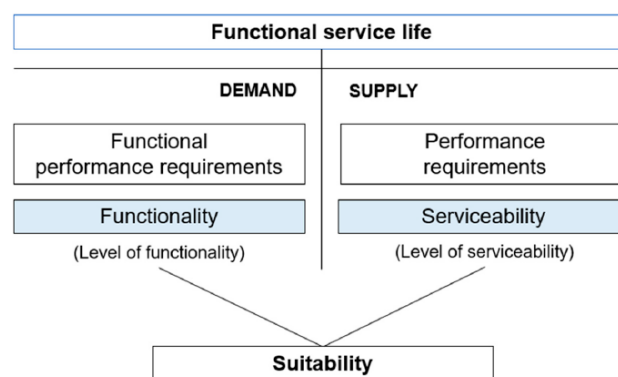 Functional service life
DEMAND
SUPPLY
Functional
performance requirements
Performance
requirements
Functionality
Serviceability
(Level of functionality)
(Level of serviceability)
Suitability